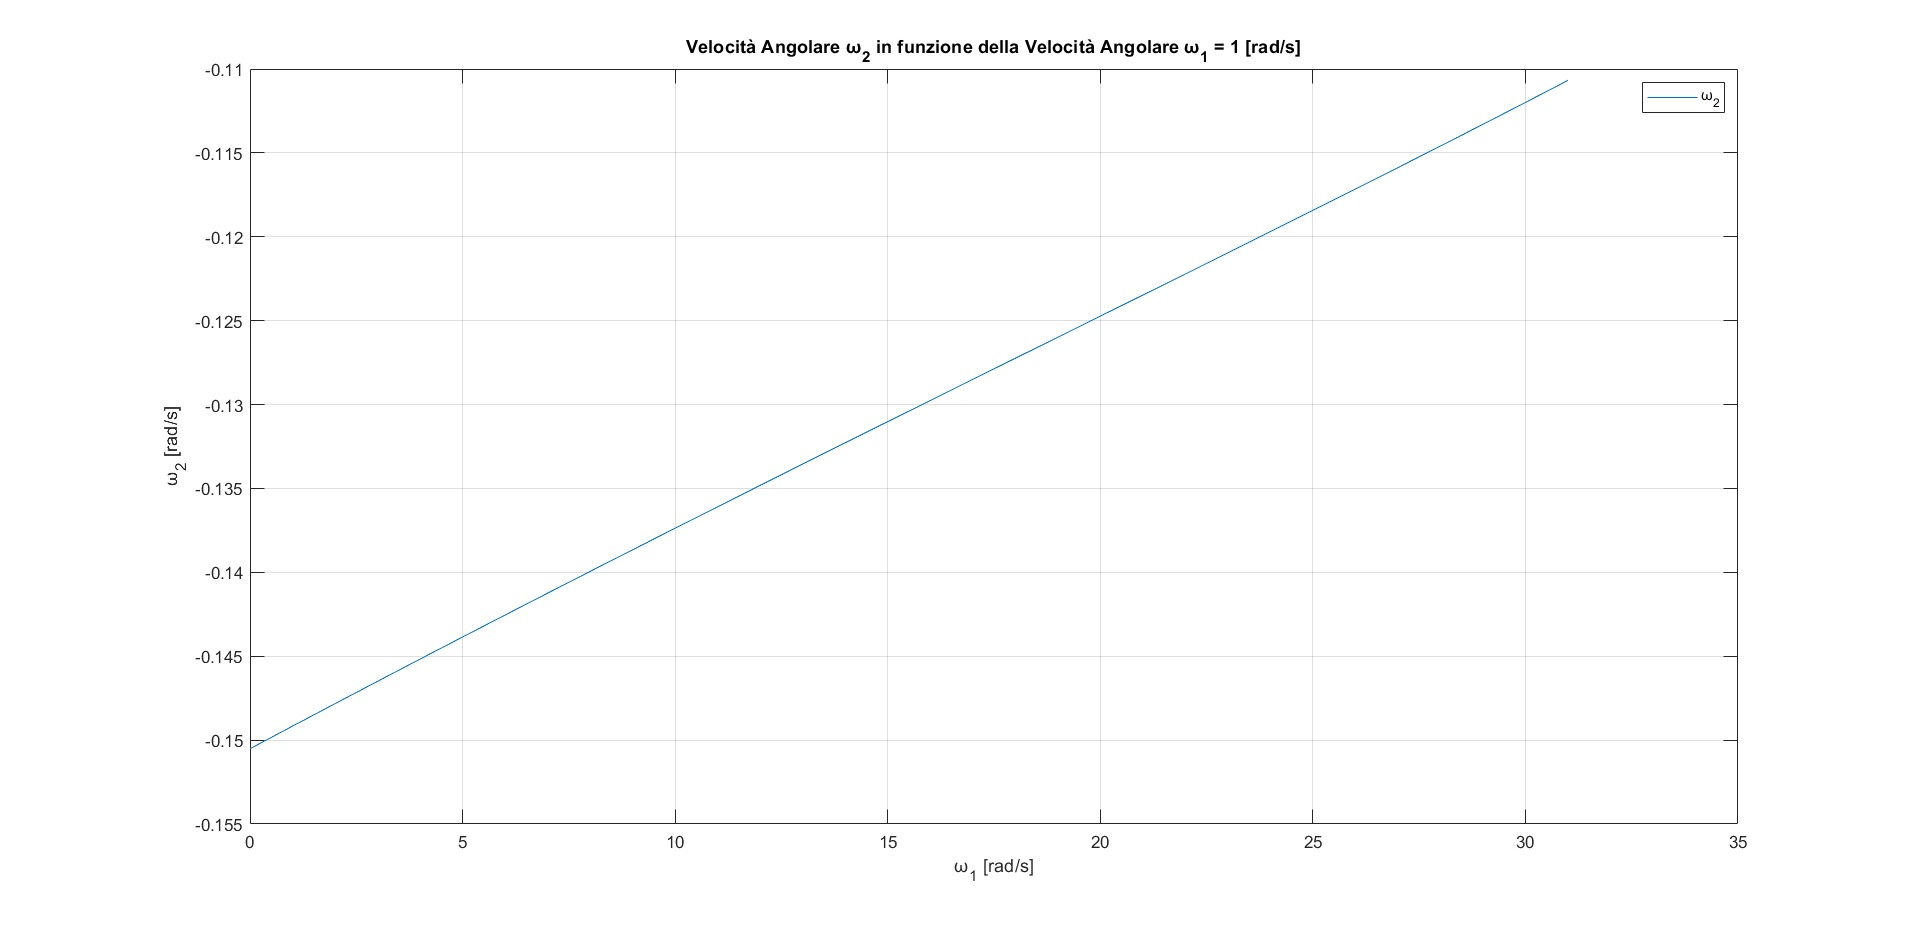 Velocità Angolare ω2 in funzione della Velocità Angolare ω1 = 1 [rad/s]
-0.11
-0.115
-0.12
-0.125
-0.13
-0.135
-0.14
-0.145
-0.15
-0.155
ω2 [rad/s]
ω2
0 5 10 15 20 25 30 35
ω1 [rad/s]